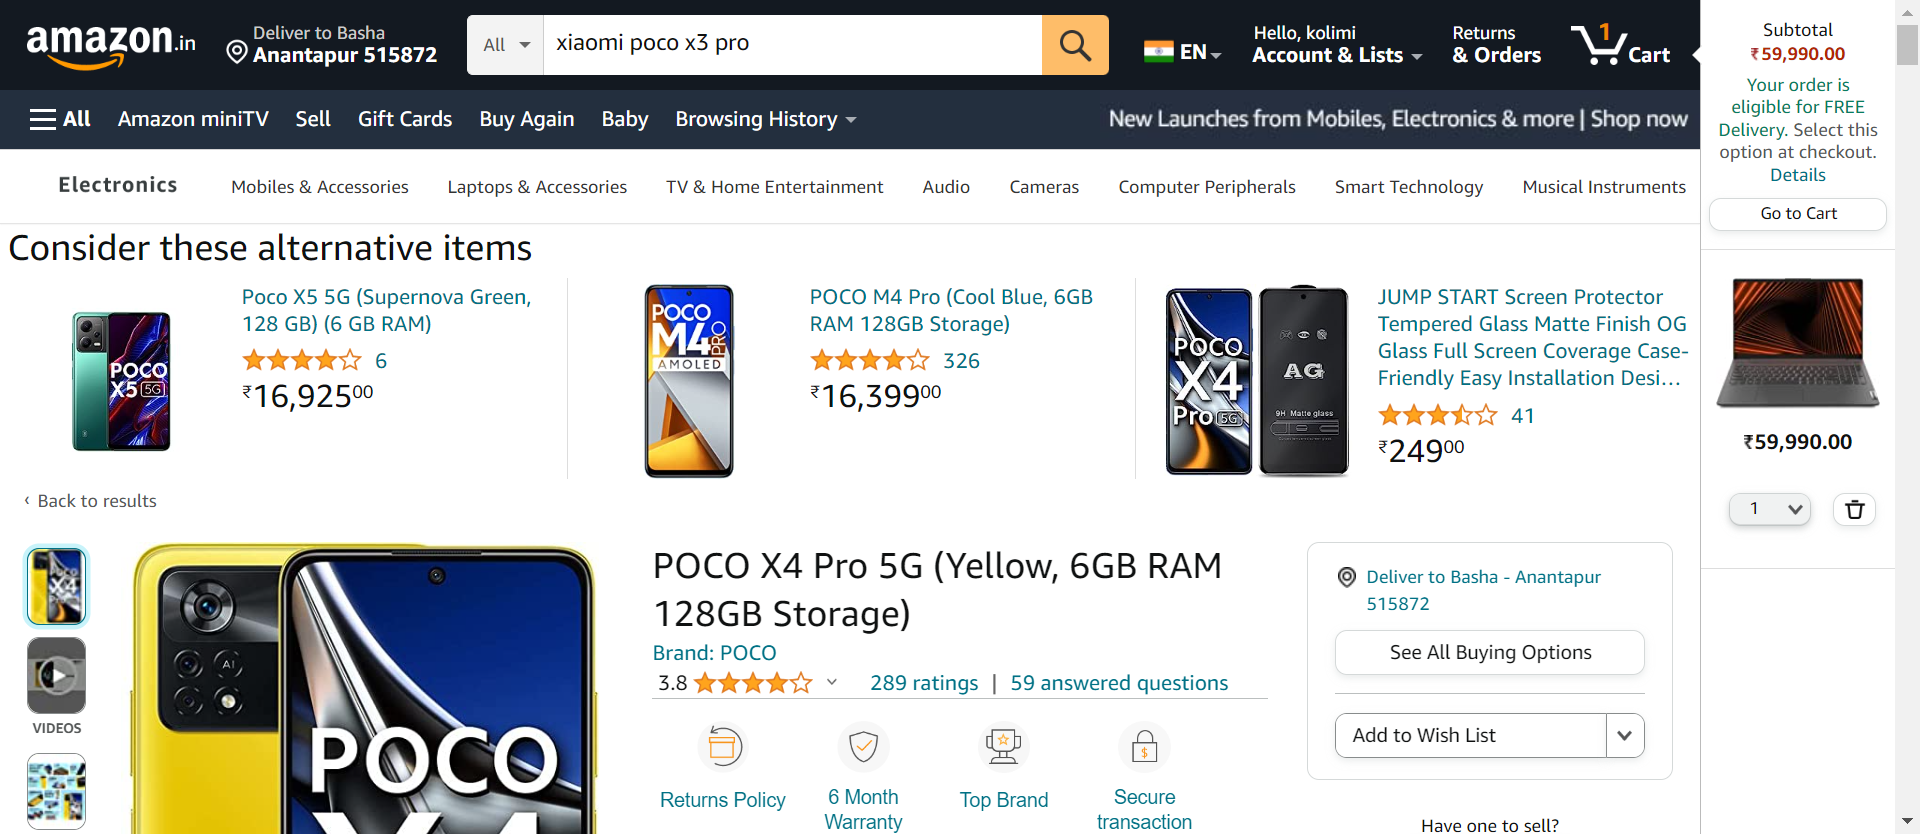 amazon.in
Deliver to Basha
Anantapur 515872
All
xiaomi poco x3 pro
EN
Hello, kolimi
Account & Lists
Returns
& Orders
1
Cart
All
Amazon miniTV
Sell
Gift Cards
Buy Again
Baby
Browsing History
New Launches from Mobiles, Electronics & more | Shop now
Electronics
Mobiles & Accessories
Laptops & Accessories
TV & Home Entertainment
Audio
Cameras
Computer Peripherals
Smart Technology
Musical Instruments
Subtotal
₹59,990.00
Your order is
eligible for FREE
Delivery. Select this
option at checkout.
Details
Go to Cart
₹59,990.00
1
Consider these alternative items
POCO
X5 5G
Poco X5 5G (Supernova Green,
128 GB) (6 GB RAM)
6
₹16,92500
POCO
M4 PRO
AMOLED
POCO M4 Pro (Cool Blue, 6GB
RAM 128GB Storage)
326
₹16,39900
POCO
X4
Pro 5G
AG
9H Matte glass
JUMP START Screen Protector
Tempered Glass Matte Finish OG
Glass Full Screen Coverage Case-
Friendly Easy Installation Desi...
41
₹24900
‹ Back to results
VIDEOS
AI
POCO
X4
POCO X4 Pro 5G (Yellow, 6GB RAM
128GB Storage)
Brand: POCO
3.8
289 ratings | 59 answered questions
Returns Policy
6 Month
Warranty
Top Brand
Secure
transaction
Deliver to Basha - Anantapur
515872
See All Buying Options
Add to Wish List
Have one to sell?